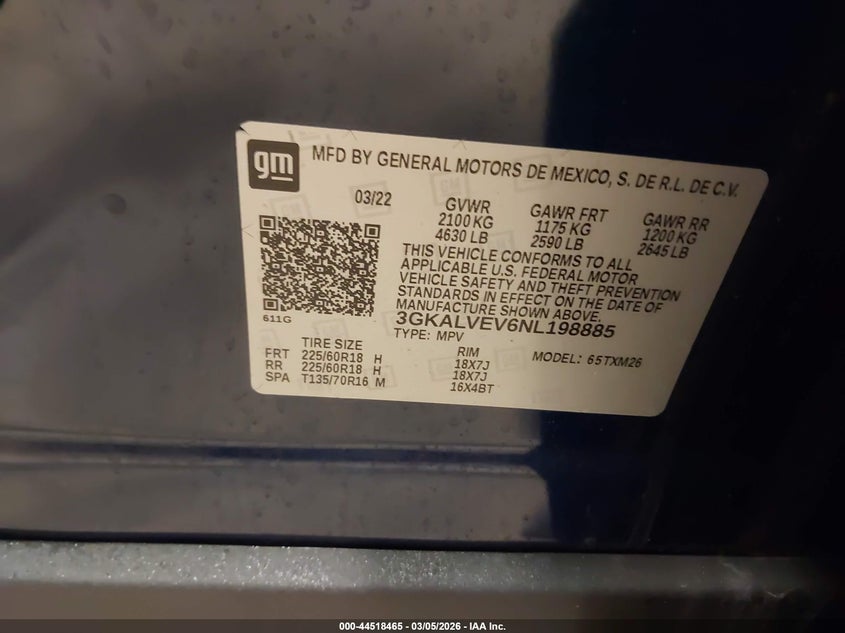 gm
MFD BY GENERAL MOTORS DE MEXICO, S. DE R.L. DE C.V.
03/22 GVWR GAWR FRT GAWR RR
2100 KG 1175 KG 1200 KG
4630 LB 2590 LB 2645 LB
THIS VEHICLE CONFORMS TO ALL
APPLICABLE U.S. FEDERAL MOTOR
VEHICLE SAFETY AND THEFT PREVENTION
STANDARDS IN EFFECT ON THE DATE OF
MANUFACTURE SHOWN ABOVE.
611G
3GKALVEV6NL198885
TYPE: MPV
TIRE SIZE RIM MODEL: 65TXM26
FRT 225/60R18 H 18X7J
RR 225/60R18 H 18X7J
SPA T135/70R16 M 16X4BT
000-44518465 - 03/05/2026 - IAA Inc.